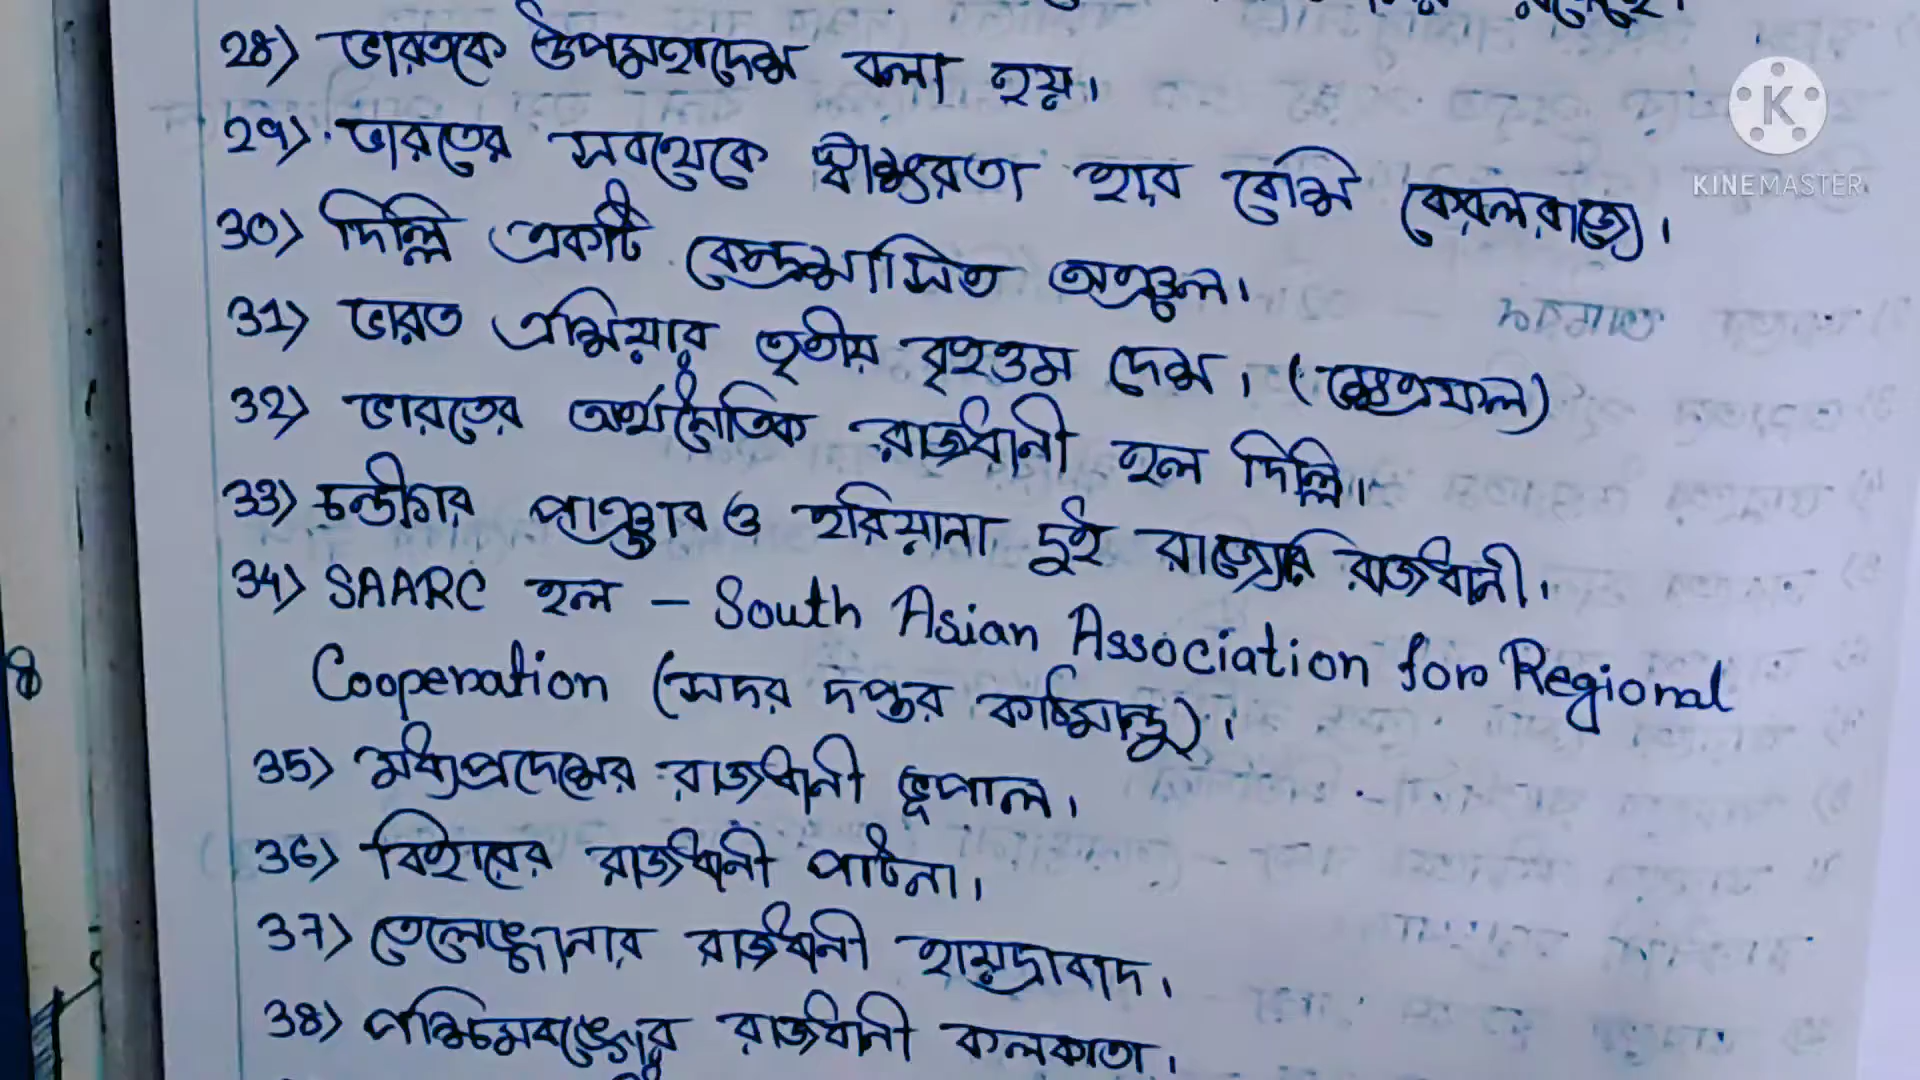 28) ভারতকে উপমহাদেশ বলা হয়।
29) ভারতের সবথেকে স্বাক্ষরতা হার বেশি কেরলরাজ্যে।
30) দিল্লি একটি কেন্দ্রশাসিত অঞ্চল।
31) ভারত এশিয়ার তৃতীয় বৃহত্তম দেশ। (ক্ষেত্রফল)
32) ভারতের অর্থনৈতিক রাজধানী হল দিল্লি।
33) চন্ডীগর পাঞ্জাব ও হরিয়ানা দুই রাজ্যেরই রাজধানী।
34) SAARC হল – South Asian Association for Regional
Cooperation (সদর দপ্তর কাঠমান্ডু)।
35) মধ্যপ্রদেশের রাজধানী ভূপাল।
36) বিহারের রাজধানী পাটনা।
37) তেলেঙ্গানার রাজধানী হায়দ্রাবাদ।
38) পশ্চিমবঙ্গের রাজধানী কলকাতা।
K
KINEMASTER